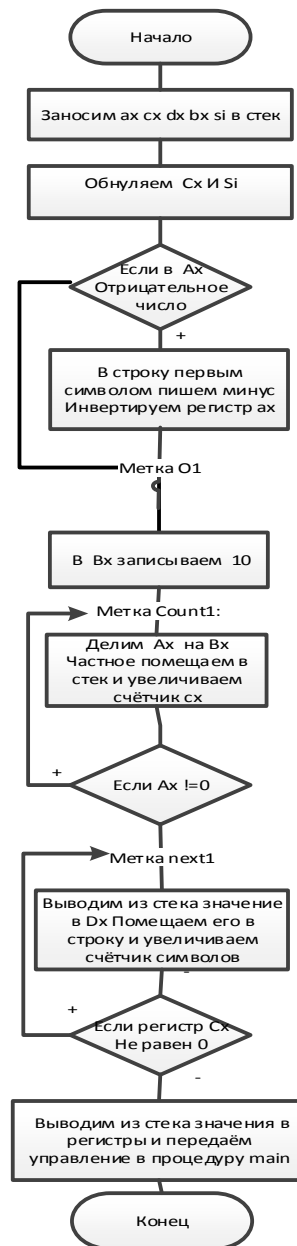 Начало
Заносим ax cx dx bx si в стек
Обнуляем Cx И Si
Если в Ax
Отрицательное
число
+
В строку первым
символом пишем минус
Инвертируем регистр ax
Метка О1
В Bx записываем 10
Метка Count1:
Делим Ax на Bx
Частное помещаем в
стек и увеличиваем
счётчик cx
+
Если Ax !=0
Метка next1
Выводим из стека значение
в Dx Помещаем его в
строку и увеличиваем
счётчик символов
-
+
Если регистр Cx
Не равен 0
-
Выводим из стека значения в
регистры и передаём
управление в процедуру main
Конец